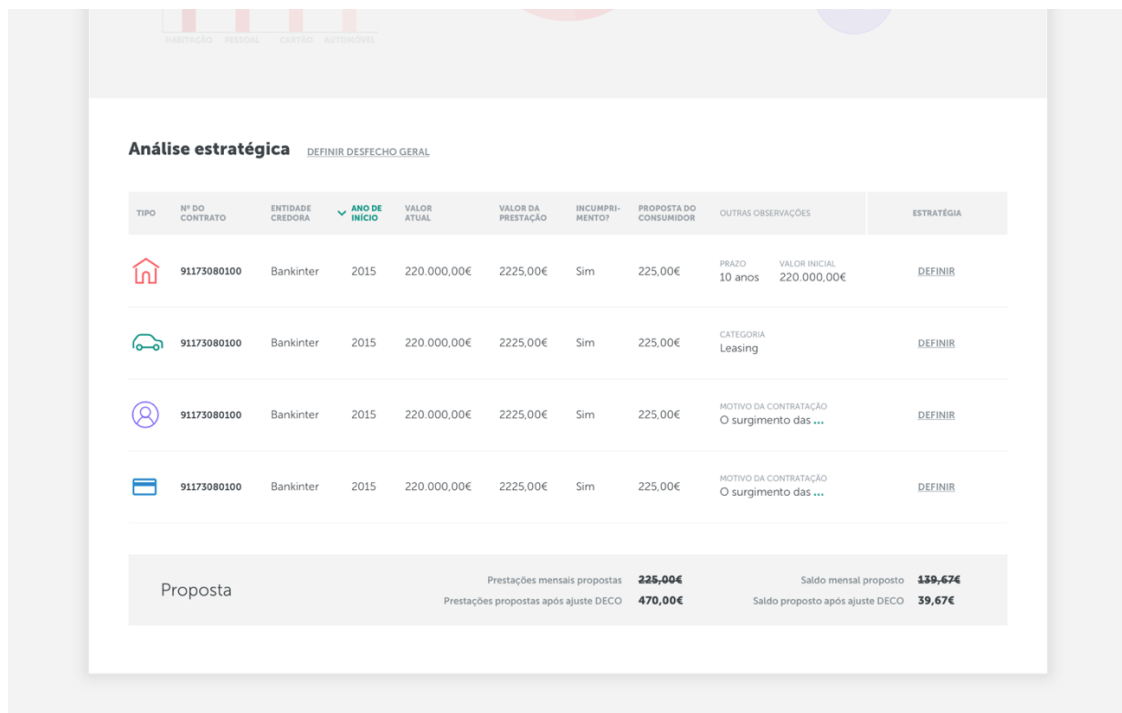 HABITAÇÃO PESSOAL CARTÃO AUTOMÓVEL
Análise estratégica DEFINIR DESFECHO GERAL
TIPO Nº DO CONTRATO ENTIDADE CREDORA ANO DE INÍCIO VALOR ATUAL VALOR DA PRESTAÇÃO INCUMPRI-MENTO? PROPOSTA DO CONSUMIDOR OUTRAS OBSERVAÇÕES ESTRATÉGIA
PRAZO VALOR INICIAL
91173080100 Bankinter 2015 220.000,00€ 2225,00€ Sim 225,00€ 10 anos 220.000,00€ DEFINIR
CATEGORIA
91173080100 Bankinter 2015 220.000,00€ 2225,00€ Sim 225,00€ Leasing DEFINIR
MOTIVO DA CONTRATAÇÃO
91173080100 Bankinter 2015 220.000,00€ 2225,00€ Sim 225,00€ O surgimento das ... DEFINIR
MOTIVO DA CONTRATAÇÃO
91173080100 Bankinter 2015 220.000,00€ 2225,00€ Sim 225,00€ O surgimento das ... DEFINIR
Proposta
Prestações mensais propostas 225,00€ Saldo mensal proposto 139,67€
Prestações propostas após ajuste DECO 470,00€ Saldo proposto após ajuste DECO 39,67€